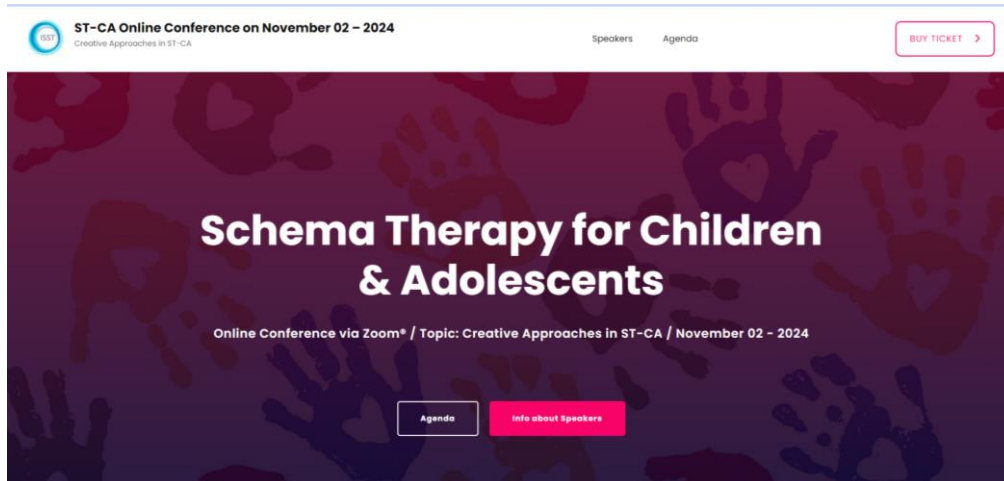 ISST
ST-CA Online Conference on November 02 – 2024
Creative Approaches in ST-CA
Speakers
Agenda
BUY TICKET
Schema Therapy for Children
& Adolescents
Online Conference via Zoom® / Topic: Creative Approaches in ST-CA / November 02 - 2024
Agenda
Info about Speakers